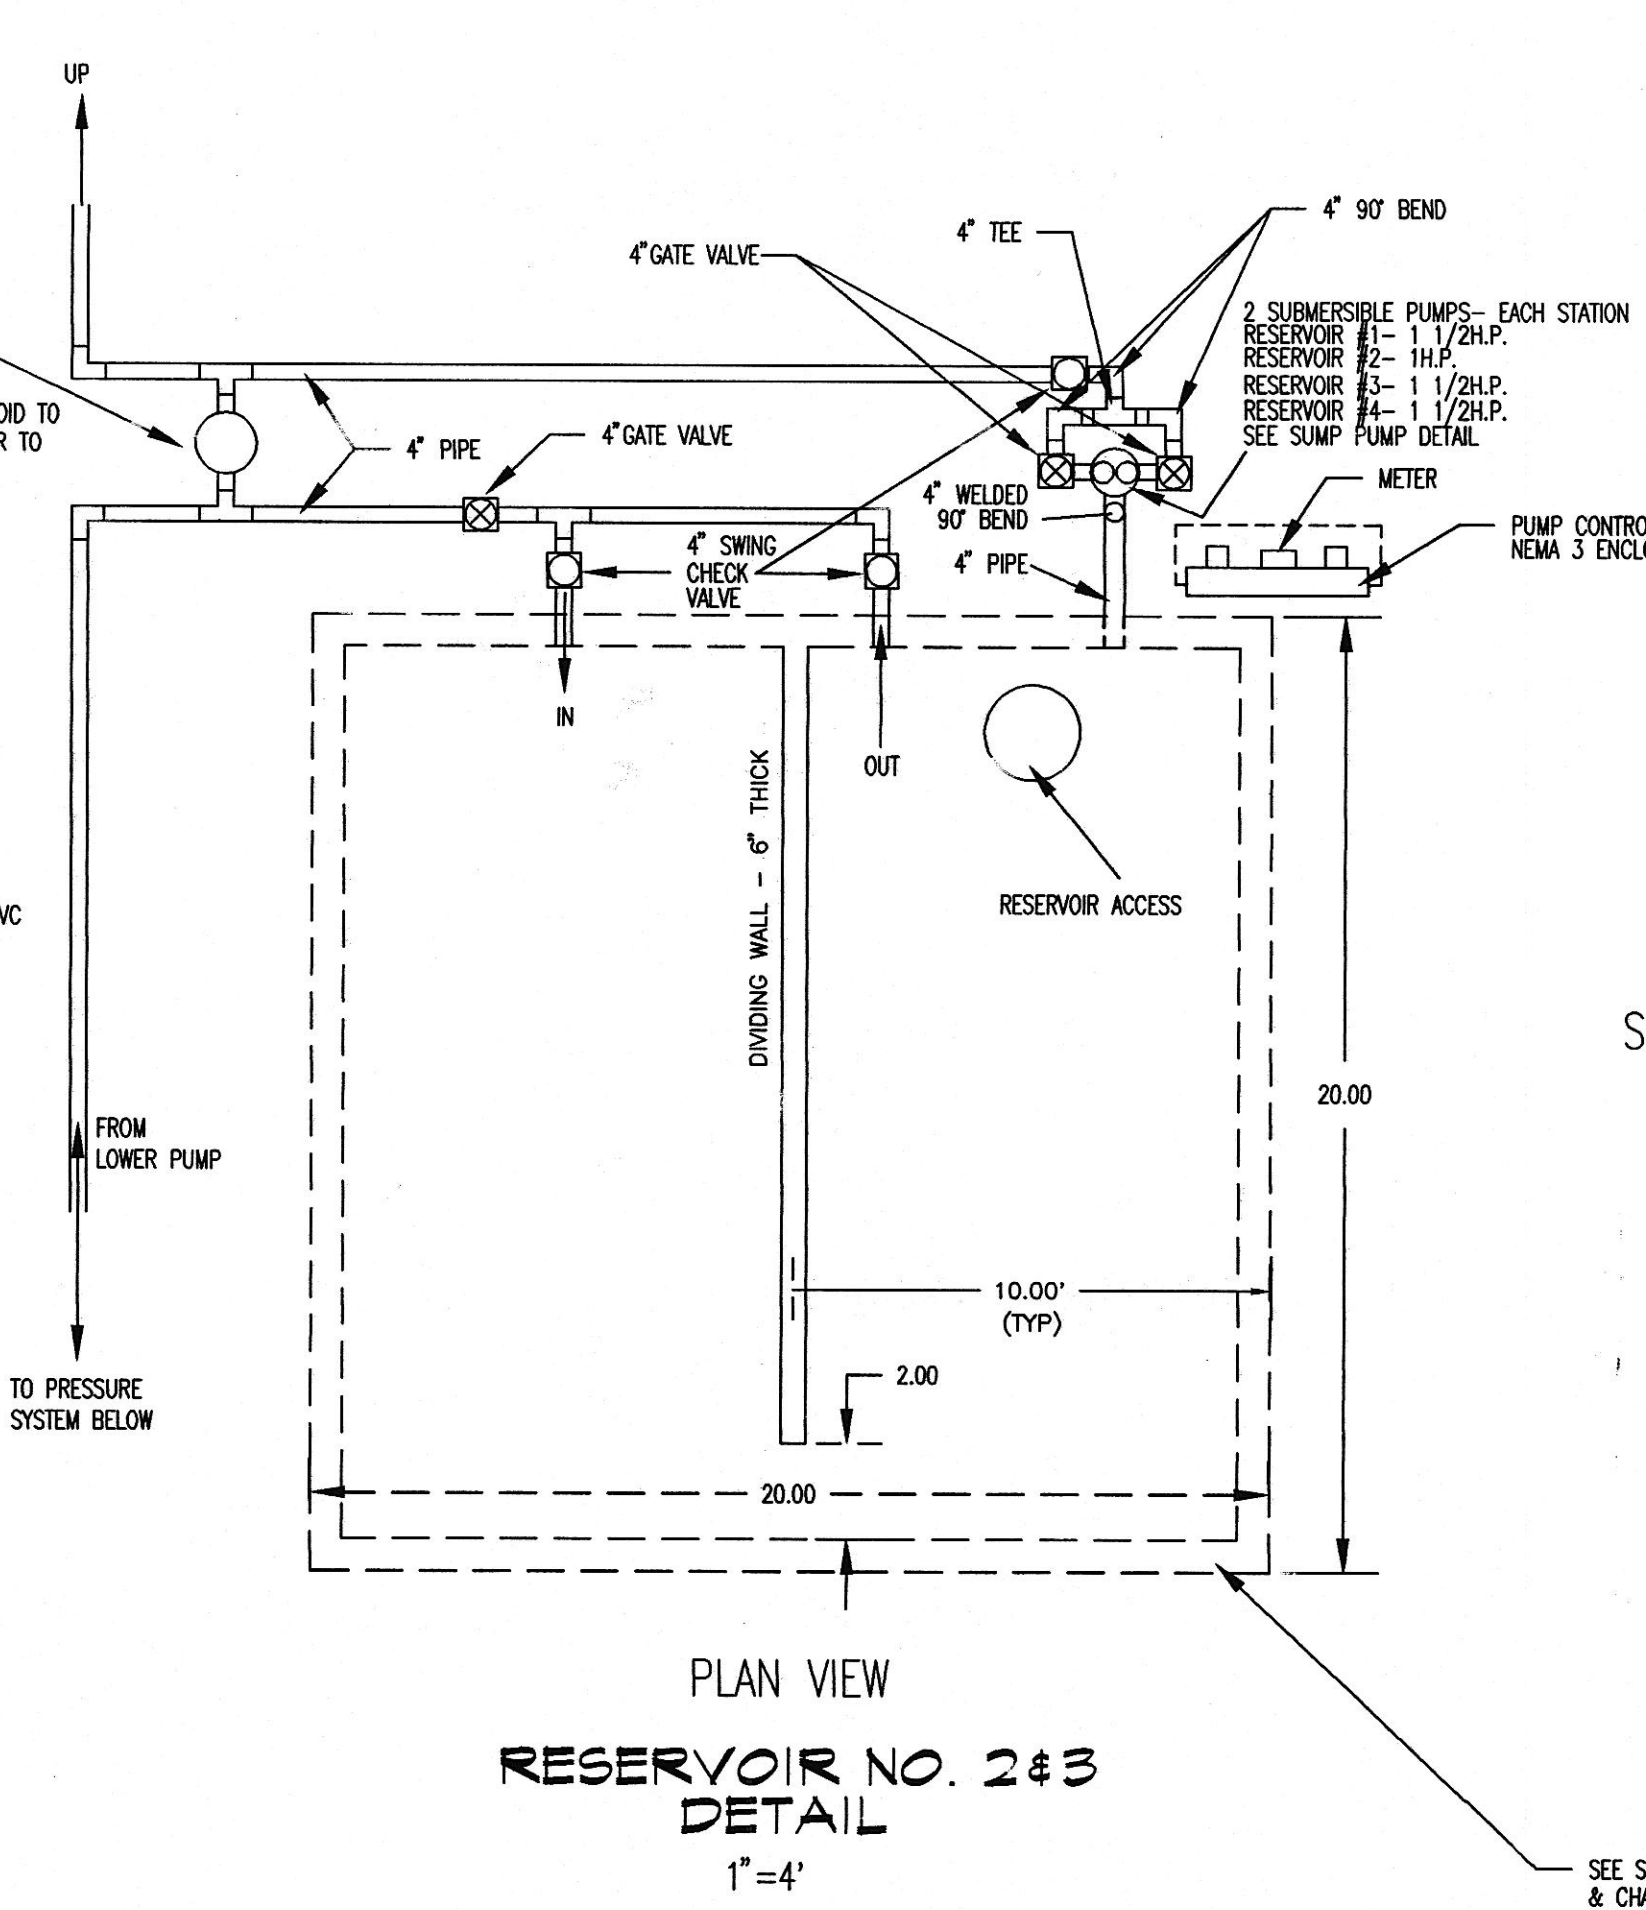 UP
4" 90° BEND
4" TEE
4" GATE VALVE
2 SUBMERSIBLE PUMPS- EACH STATION
RESERVOIR #1- 1 1/2H.P.
RESERVOIR #2- 1H.P.
RESERVOIR #3- 1 1/2H.P.
RESERVOIR #4- 1 1/2H.P.
SEE SUMP PUMP DETAIL
OID TO
R TO
4" PIPE
4" GATE VALVE
METER
4" WELDED
90° BEND
PUMP CONTRO
NEMA 3 ENCL
4" SWING
CHECK
VALVE
4" PIPE
IN
OUT
DIVIDING WALL - 6" THICK
RESERVOIR ACCESS
VC
S
20.00
FROM
LOWER PUMP
10.00'
(TYP)
2.00
TO PRESSURE
SYSTEM BELOW
20.00
PLAN VIEW
RESERVOIR NO. 2&3
DETAIL
1"=4'
SEE S
& CHA